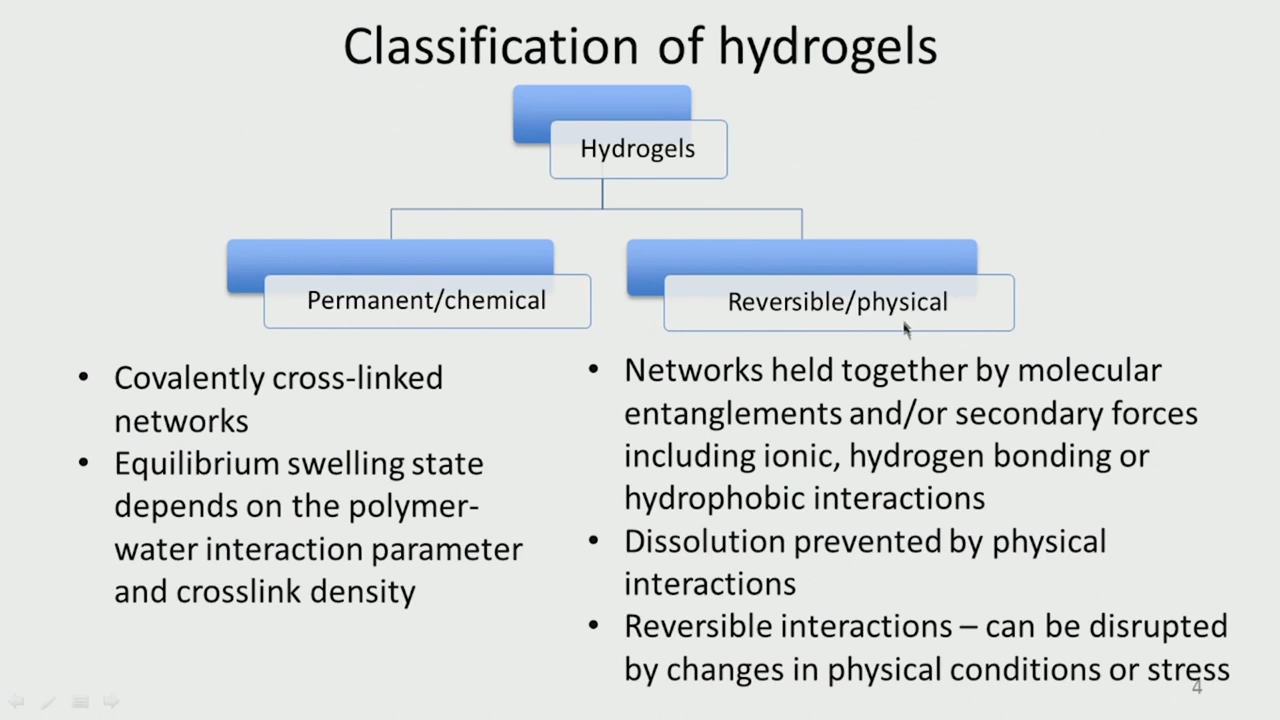 Classification of hydrogels
Hydrogels
Permanent/chemical
Reversible/physical
• Covalently cross-linked
networks
• Equilibrium swelling state
depends on the polymer-
water interaction parameter
and crosslink density
• Networks held together by molecular
entanglements and/or secondary forces
including ionic, hydrogen bonding or
hydrophobic interactions
• Dissolution prevented by physical
interactions
• Reversible interactions – can be disrupted
by changes in physical conditions or stress
4